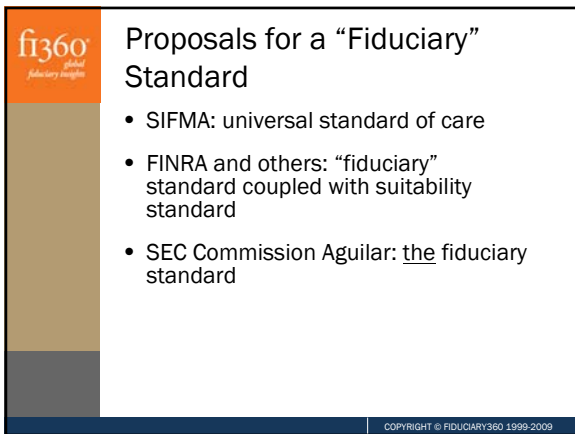 fi360
global
fiduciary insights
Proposals for a “Fiduciary”
Standard
• SIFMA: universal standard of care
• FINRA and others: “fiduciary”
standard coupled with suitability
standard
• SEC Commission Aguilar: the fiduciary
standard
COPYRIGHT © FIDUCIARY360 1999-2009